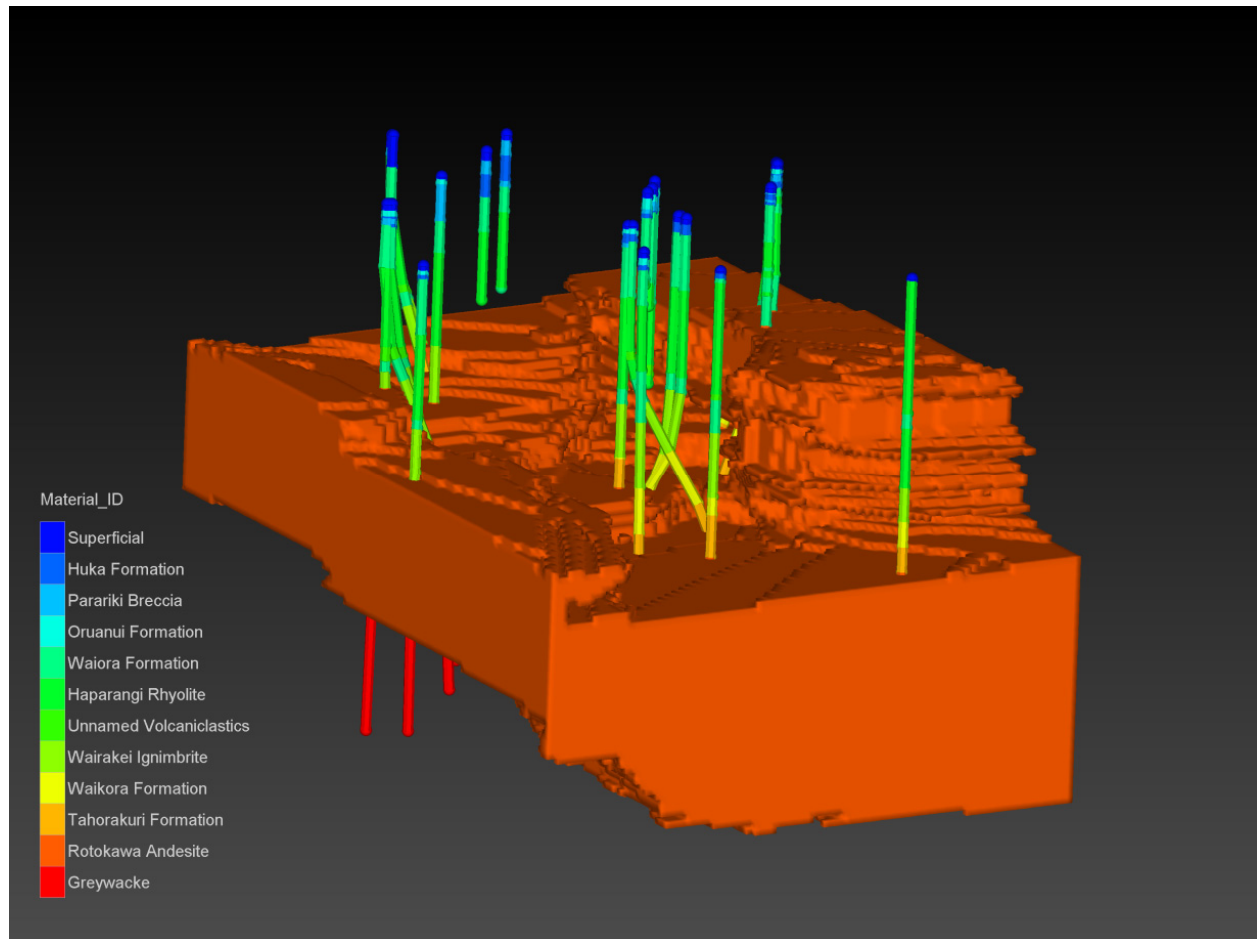 Material_ID
Superficial
Huka Formation
Parariki Breccia
Oruanui Formation
Waiora Formation
Haparangi Rhyolite
Unnamed Volcaniclastics
Wairakei Ignimbrite
Waikora Formation
Tahorakuri Formation
Rotokawa Andesite
Greywacke